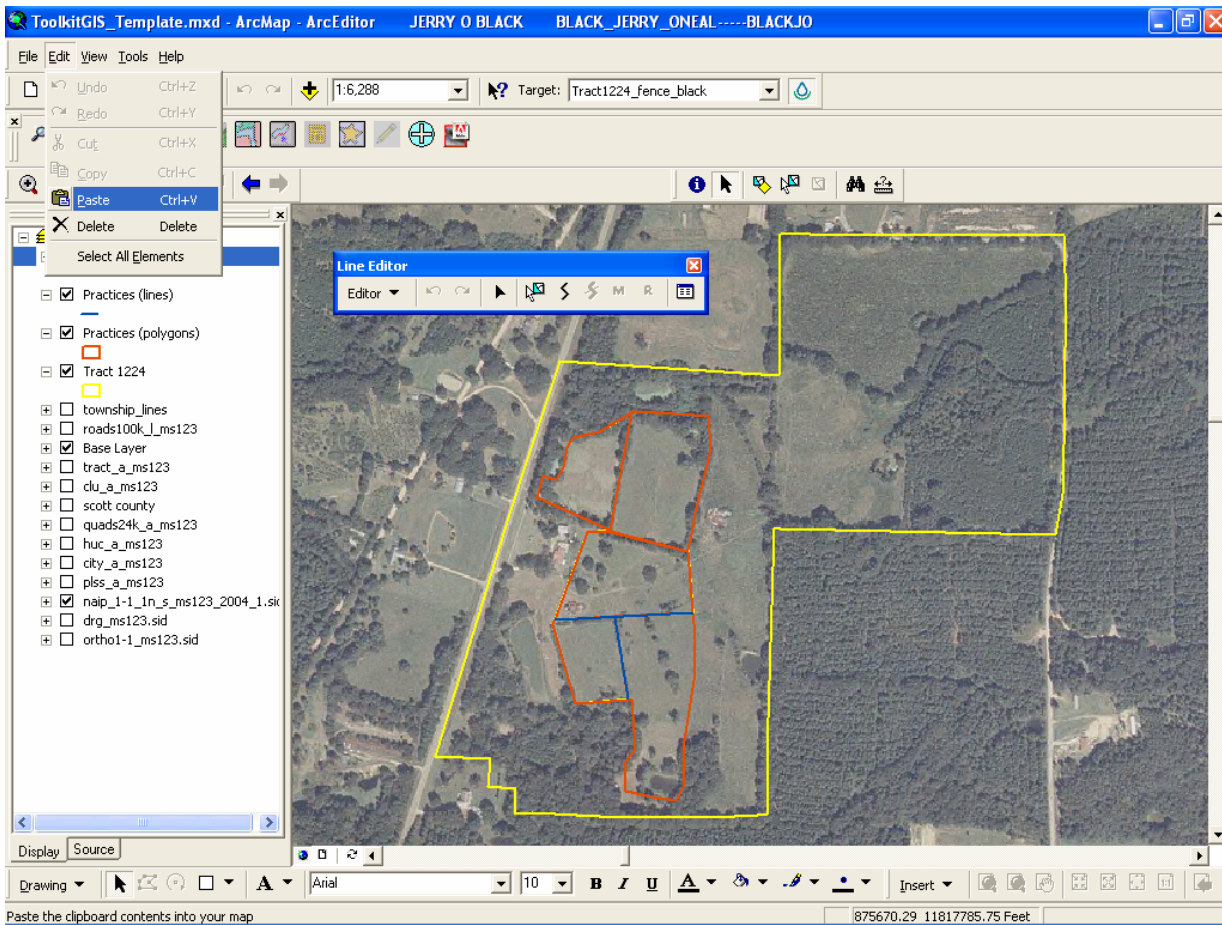 ToolkitGIS_Template.mxd - ArcMap - ArcEditor JERRY O BLACK BLACK_JERRY_ONEAL-----BLACKJO
File Edit View Tools Help
Undo Ctrl+Z
Redo Ctrl+Y
Cut Ctrl+X
Copy Ctrl+C
Paste Ctrl+V
Delete Delete
Select All Elements
1:6,288 Target: Tract1224_fence_black
Line Editor
Editor
M R
Practices (lines)
Practices (polygons)
Tract 1224
township_lines
roads100k_l_ms123
Base Layer
tract_a_ms123
clu_a_ms123
scott county
quads24k_a_ms123
huc_a_ms123
city_a_ms123
plss_a_ms123
naip_1-1_1n_s_ms123_2004_1.sid
drg_ms123.sid
ortho1-1_ms123.sid
Display Source
Drawing A Arial 10 B I U A Insert
Paste the clipboard contents into your map 875670.29 11817785.75 Feet